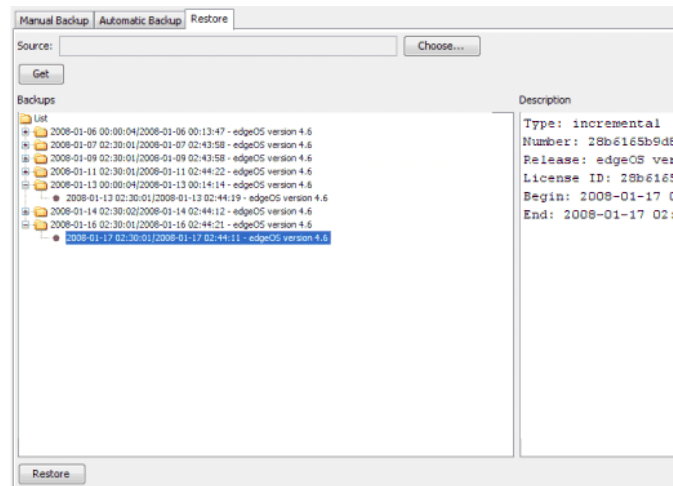 Manual Backup Automatic Backup Restore
Source: Choose...
Get
Backups
List
2008-01-06 00:00:04/2008-01-06 00:13:47 - edgeOS version 4.6
2008-01-07 02:30:01/2008-01-07 02:43:58 - edgeOS version 4.6
2008-01-09 02:30:01/2008-01-09 02:43:58 - edgeOS version 4.6
2008-01-11 02:30:01/2008-01-11 02:44:22 - edgeOS version 4.6
2008-01-13 00:00:04/2008-01-13 00:14:14 - edgeOS version 4.6
2008-01-13 02:30:01/2008-01-13 02:44:19 - edgeOS version 4.6
2008-01-14 02:30:02/2008-01-14 02:44:12 - edgeOS version 4.6
2008-01-16 02:30:01/2008-01-16 02:44:21 - edgeOS version 4.6
2008-01-17 02:30:01/2008-01-17 02:44:11 - edgeOS version 4.6
Description
Type: incremental
Number: 28b6165b9d8
Release: edgeOS ver
License ID: 28b6165
Begin: 2008-01-17 0
End: 2008-01-17 02:
Restore